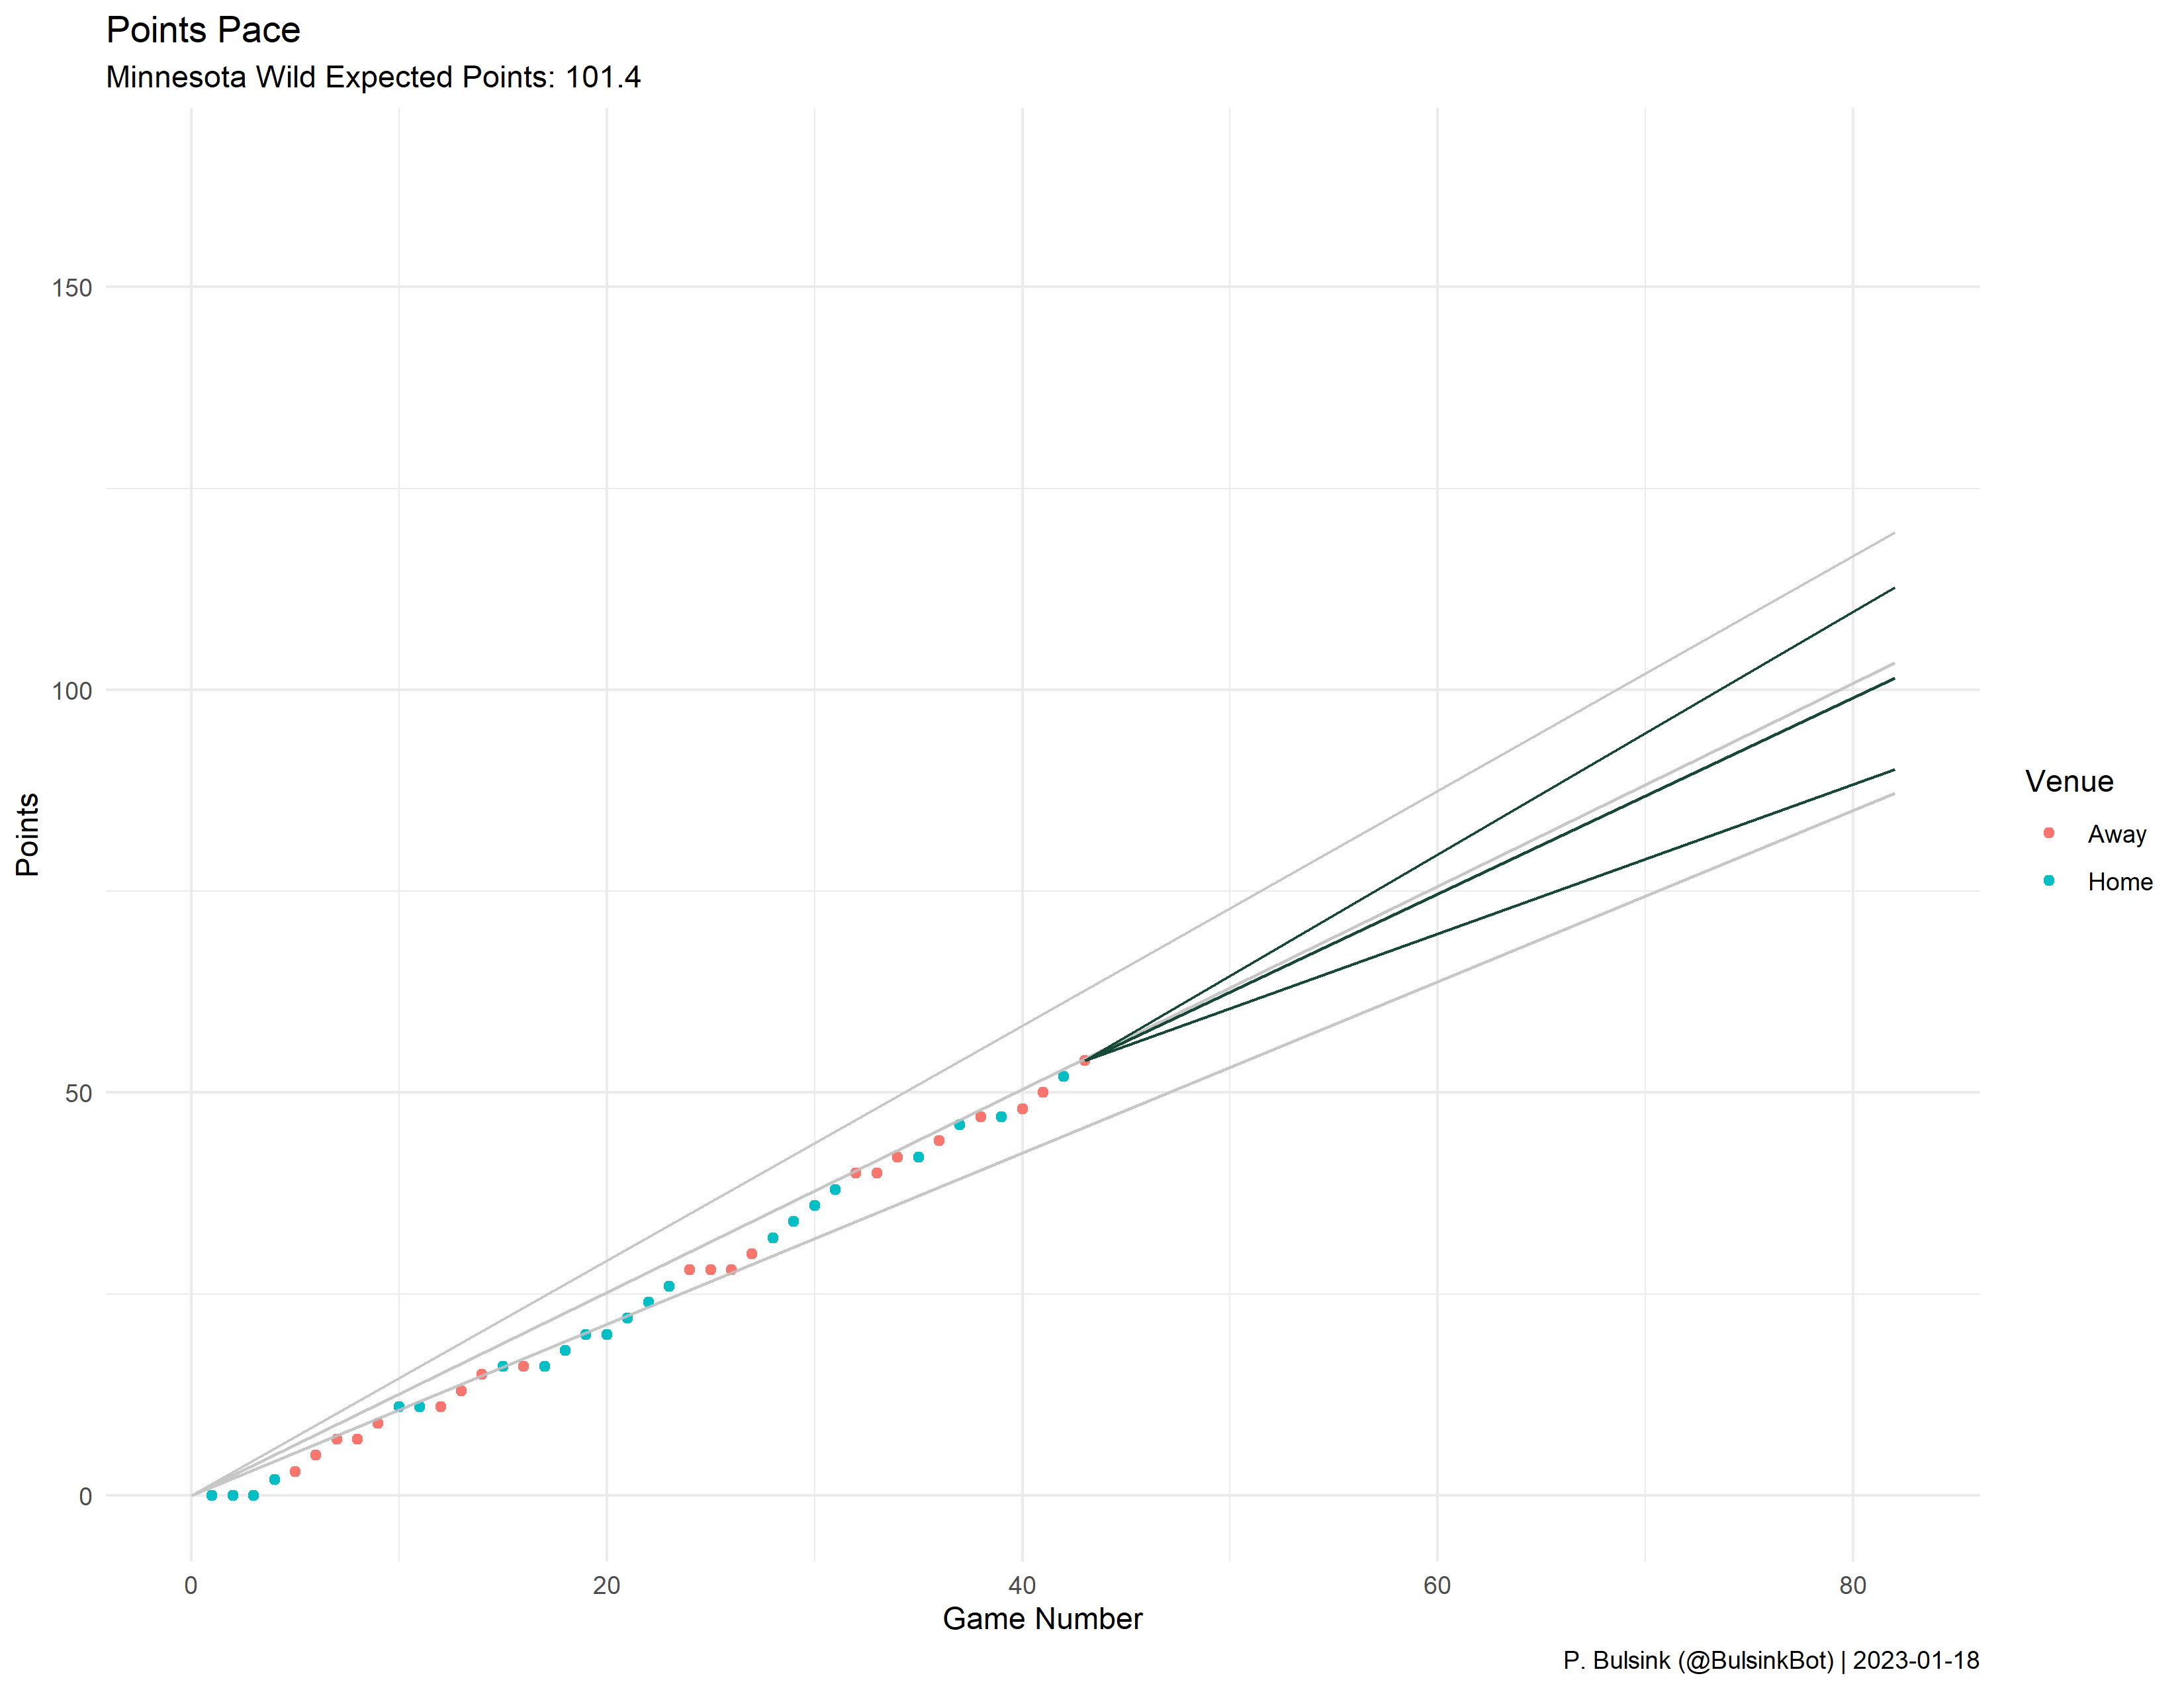 Points Pace
Minnesota Wild Expected Points: 101.4
150
100
50
0
Points
0 20 40 60 80
Game Number
Venue
Away
Home
P. Bulsink (@BulsinkBot) | 2023-01-18